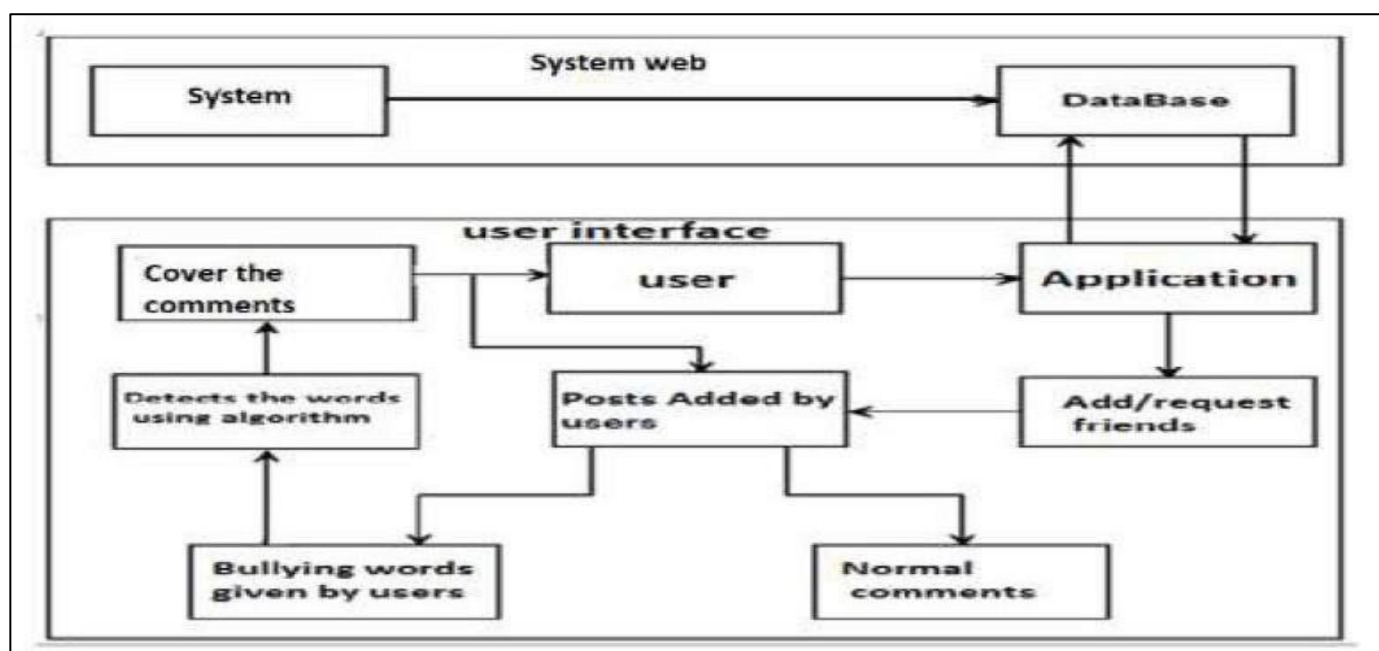 System web
System
DataBase
user interface
Cover the
comments
user
Application
Detects the words
using algorithm
Posts Added by
users
Add/request
friends
Bullying words
given by users
Normal
comments